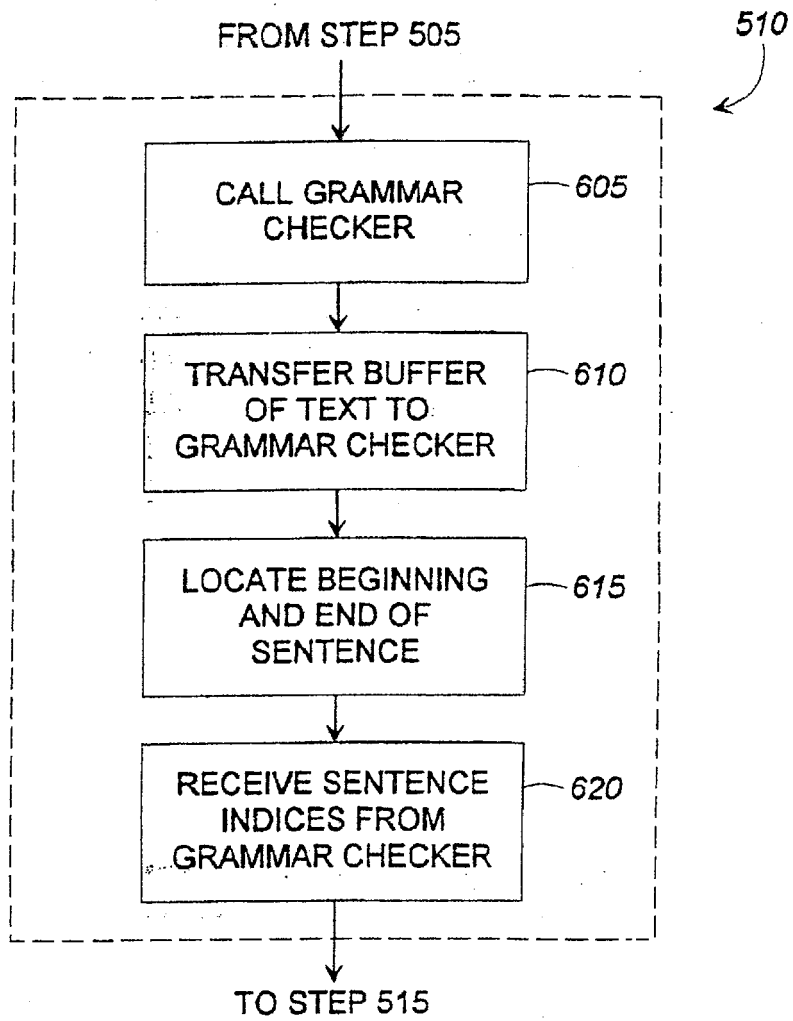 FROM STEP 505
510
CALL GRAMMAR
CHECKER
605
TRANSFER BUFFER
OF TEXT TO
GRAMMAR CHECKER
610
LOCATE BEGINNING
AND END OF
SENTENCE
615
RECEIVE SENTENCE
INDICES FROM
GRAMMAR CHECKER
620
TO STEP 515